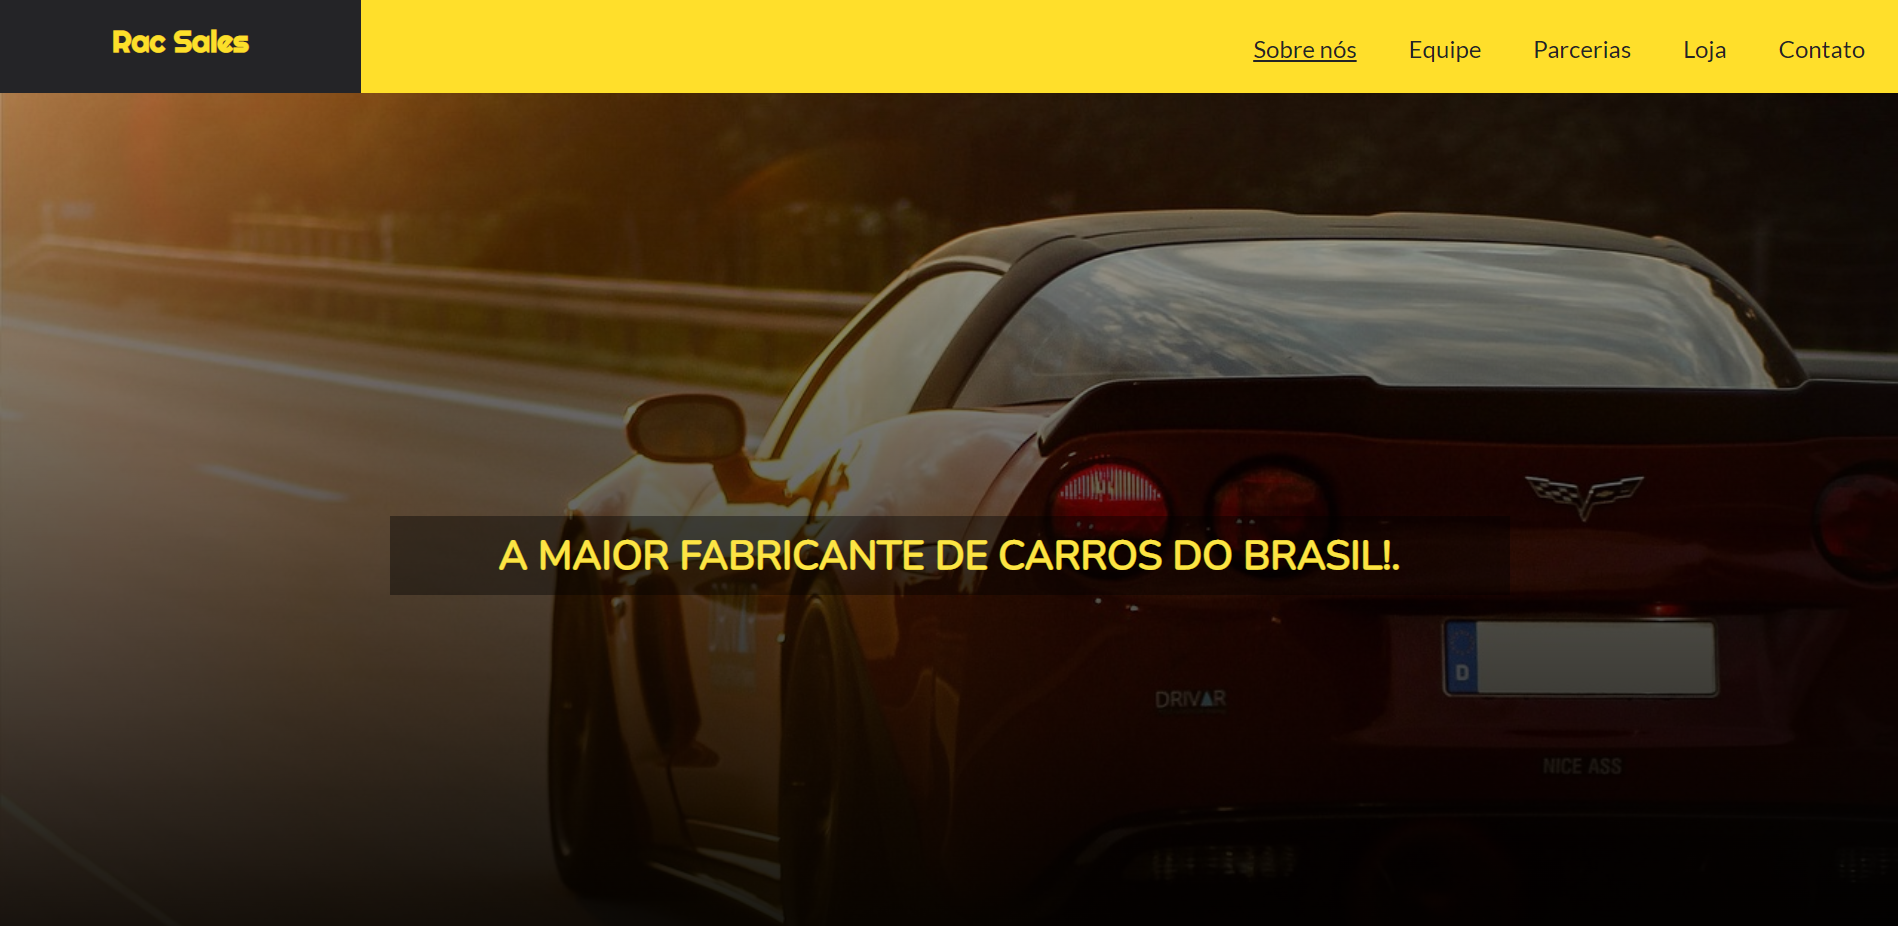 Rac Sales
Sobre nós Equipe Parcerias Loja Contato
A MAIOR FABRICANTE DE CARROS DO BRASIL!.
D
DRIVAR
NICE ASS